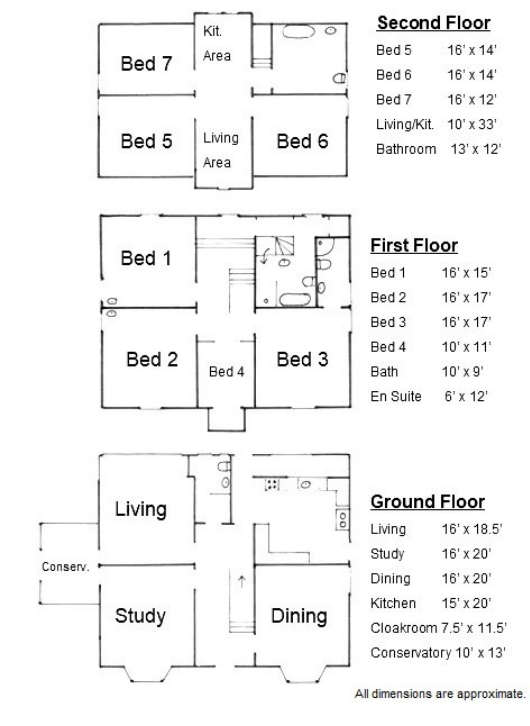 Kit.
Area
Bed 7
Bed 5
Living
Area
Bed 6
Second Floor
Bed 5 16' x 14'
Bed 6 16' x 14'
Bed 7 16' x 12'
Living/Kit. 10' x 33'
Bathroom 13' x 12'
Bed 1
Bed 2
Bed 4
Bed 3
First Floor
Bed 1 16' x 15'
Bed 2 16' x 17'
Bed 3 16' x 17'
Bed 4 10' x 11'
Bath 10' x 9'
En Suite 6' x 12'
Living
Conserv.
Study
Dining
Ground Floor
Living 16' x 18.5'
Study 16' x 20'
Dining 16' x 20'
Kitchen 15' x 20'
Cloakroom 7.5' x 11.5'
Conservatory 10' x 13'
All dimensions are approximate.